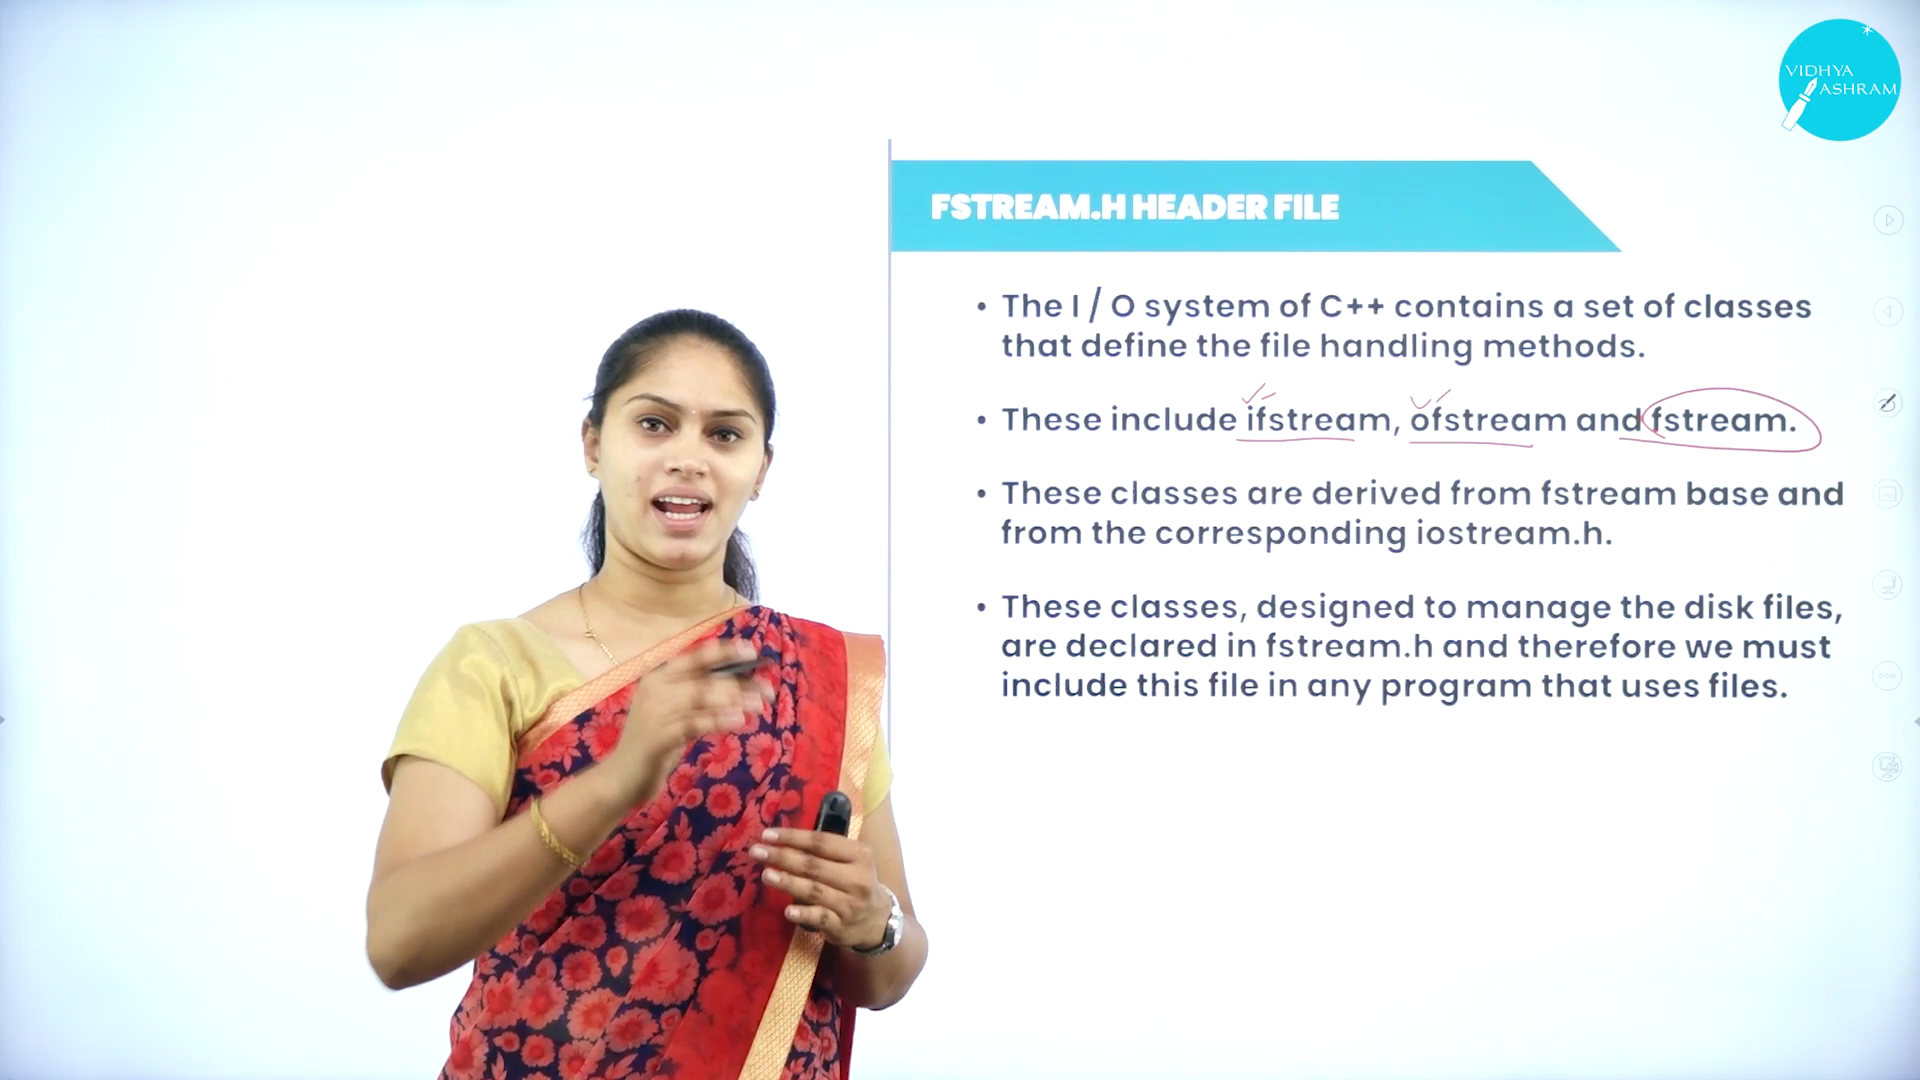 VIDHYA
ASHRAM
FSTREAM.H HEADER FILE
• The I / O system of C++ contains a set of classes
that define the file handling methods.
• These include ifstream, ofstream and fstream.
• These classes are derived from fstream base and
from the corresponding iostream.h.
• These classes, designed to manage the disk files,
are declared in fstream.h and therefore we must
include this file in any program that uses files.